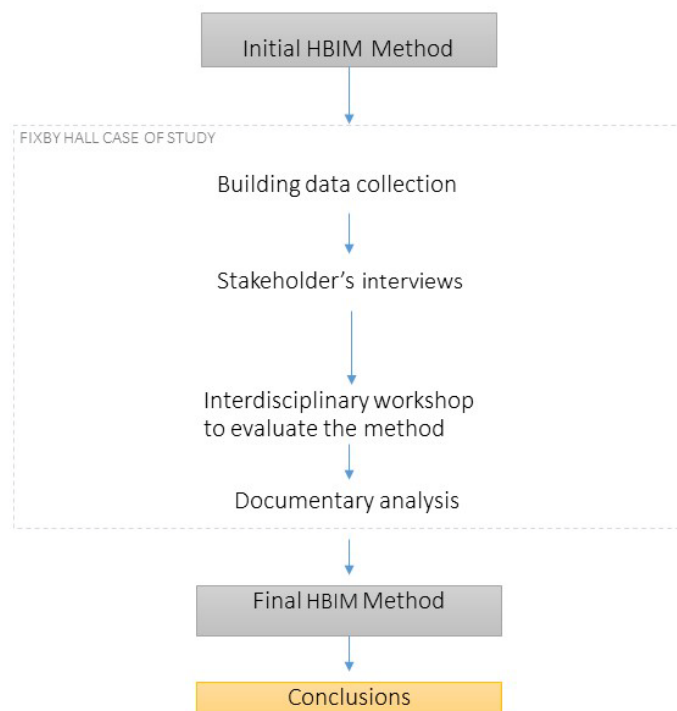 Initial HBIM Method
FIXBY HALL CASE OF STUDY
Building data collection
Stakeholder's interviews
Interdisciplinary workshop
to evaluate the method
Documentary analysis
Final HBIM Method
Conclusions